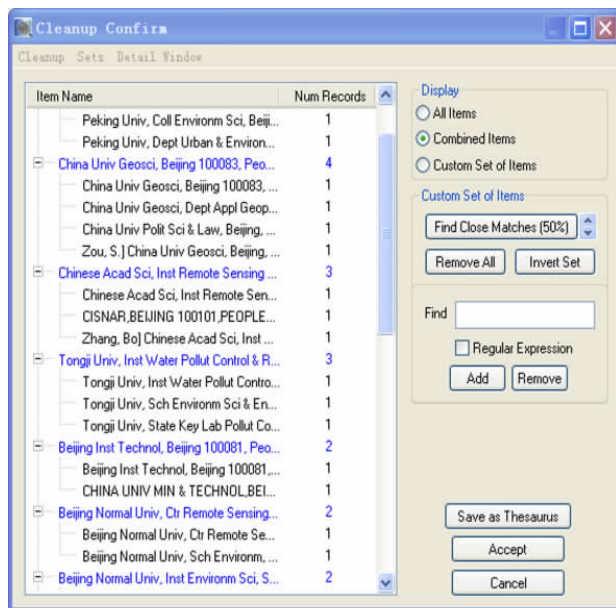 Cleanup Confirm
Cleanup Sets Detail Window
Item Name Num Records
Peking Univ, Coll Environm Sci, Beiji... 1
Peking Univ, Dept Urban & Environ... 1
China Univ Geosci, Beijing 100083, Peo... 4
China Univ Geosci, Beijing 100083, ... 1
China Univ Geosci, Dept Appl Geop... 1
China Univ Polit Sci & Law, Beijing, ... 1
Zou, S.] China Univ Geosci, Beijing, ... 1
Chinese Acad Sci, Inst Remote Sensing ... 3
Chinese Acad Sci, Inst Remote Sen... 1
CISNAR,BEIJING 100101,PEOPLE... 1
Zhang, Bo] Chinese Acad Sci, Inst ... 1
Tongji Univ, Inst Water Pollut Control & R... 3
Tongji Univ, Inst Water Pollut Contro... 1
Tongji Univ, Sch Environm Sci & En... 1
Tongji Univ, State Key Lab Pollut Co... 1
Beijing Inst Technol, Beijing 100081, Peo... 2
Beijing Inst Technol, Beijing 100081,... 1
CHINA UNIV MIN & TECHNOL,BEI... 1
Beijing Normal Univ, Ctr Remote Sensing... 2
Beijing Normal Univ, Ctr Remote Se... 1
Beijing Normal Univ, Sch Environm, ... 1
Beijing Normal Univ, Inst Environm Sci, S... 2
Display
All Items
Combined Items
Custom Set of Items
Custom Set of Items
Find Close Matches (50%)
Remove All Invert Set
Find
Regular Expression
Add Remove
Save as Thesaurus
Accept
Cancel